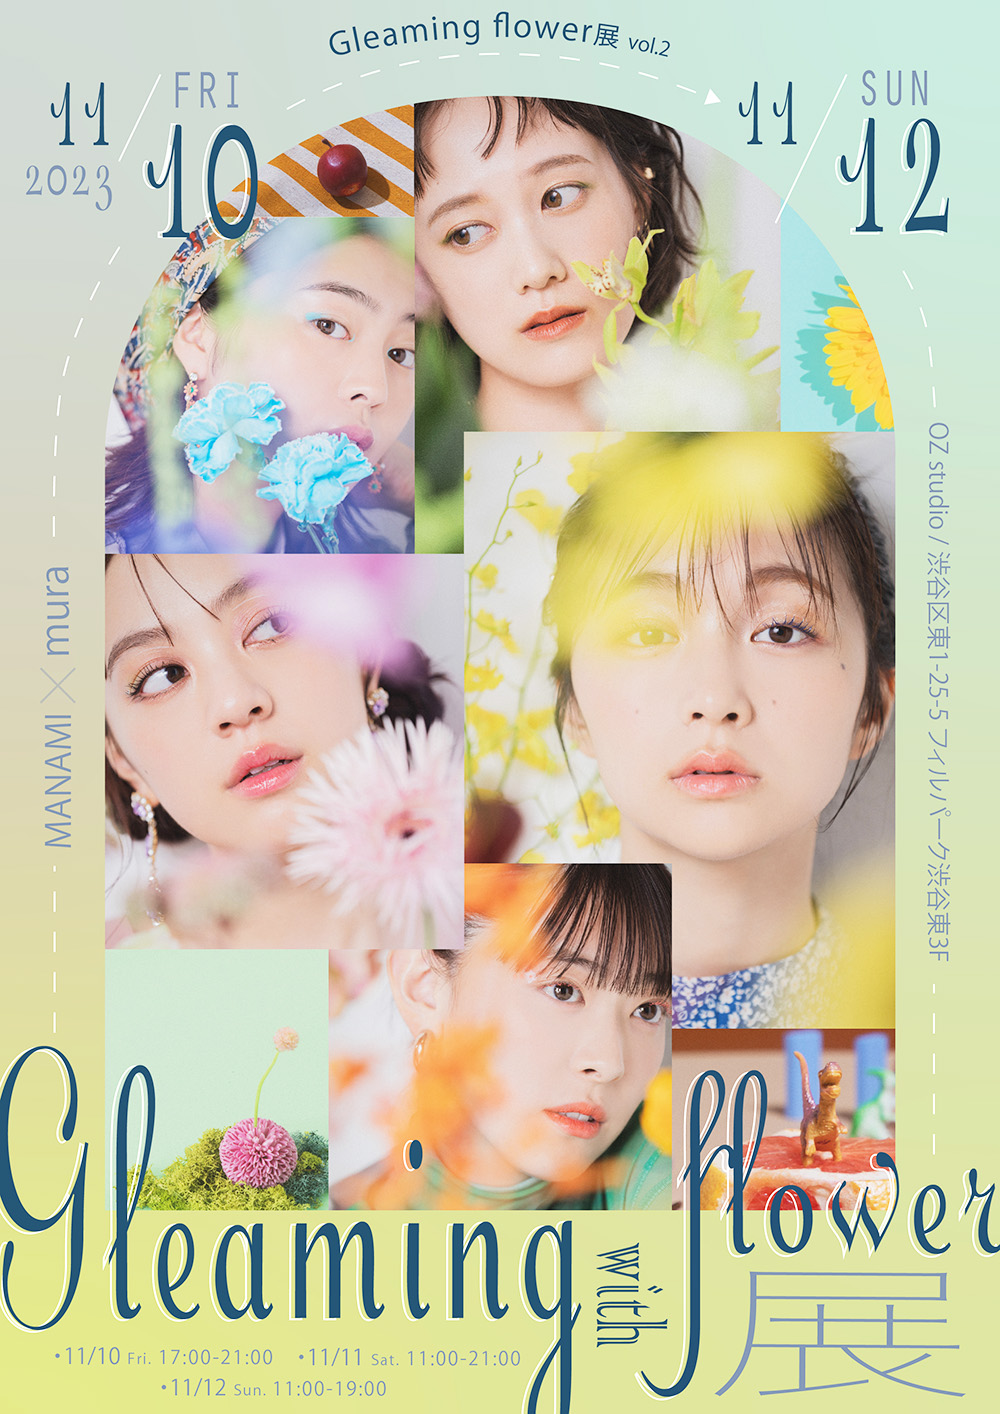 Gleaming flower展 vol.2
11/10 FRI
2023
11/12 SUN
MANAMI × mura
OZ studio / 渋谷区東1-25-5 フィルパーク渋谷東3F
Gleaming
with
flower
展
•11/10 Fri. 17:00-21:00 •11/11 Sat. 11:00-21:00
•11/12 Sun. 11:00-19:00